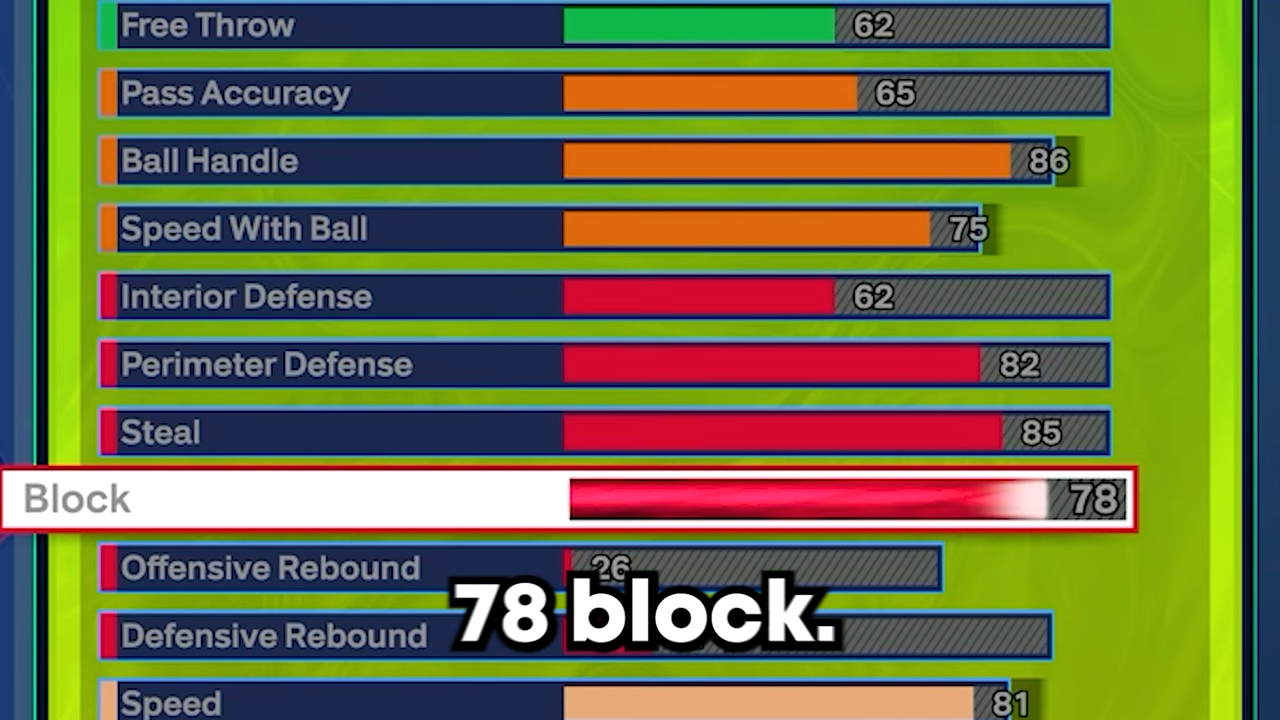 Free Throw 62
Pass Accuracy 65
Ball Handle 86
Speed With Ball 75
Interior Defense 62
Perimeter Defense 82
Steal 85
Block 78
Offensive Rebound 26
78 block.
Defensive Rebound
Speed 81